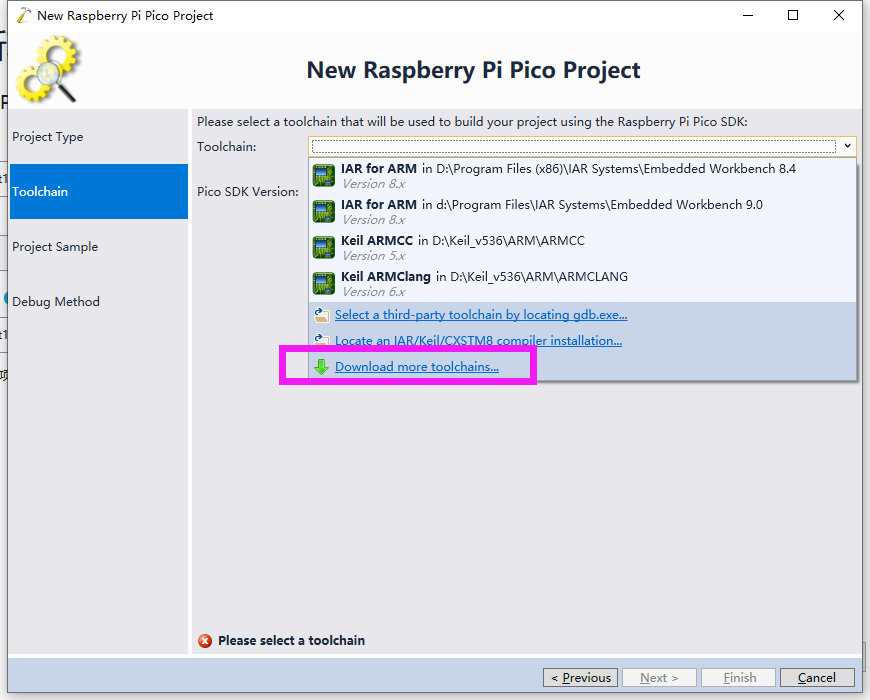 New Raspberry Pi Pico Project
New Raspberry Pi Pico Project
Please select a toolchain that will be used to build your project using the Raspberry Pi Pico SDK:
Project Type
Toolchain
Project Sample
Debug Method
Toolchain:
Pico SDK Version:
IAR for ARM in D:\Program Files (x86)\IAR Systems\Embedded Workbench 8.4
Version 8.x
IAR for ARM in d:\Program Files\IAR Systems\Embedded Workbench 9.0
Version 8.x
Keil ARMCC in D:\Keil_v536\ARM\ARMCC
Version 5.x
Keil ARMClang in D:\Keil_v536\ARM\ARMCLANG
Version 6.x
Select a third-party toolchain by locating gdb.exe...
Locate an IAR/Keil/CXSTM8 compiler installation...
Download more toolchains...
Please select a toolchain
< Previous
Next >
Finish
Cancel